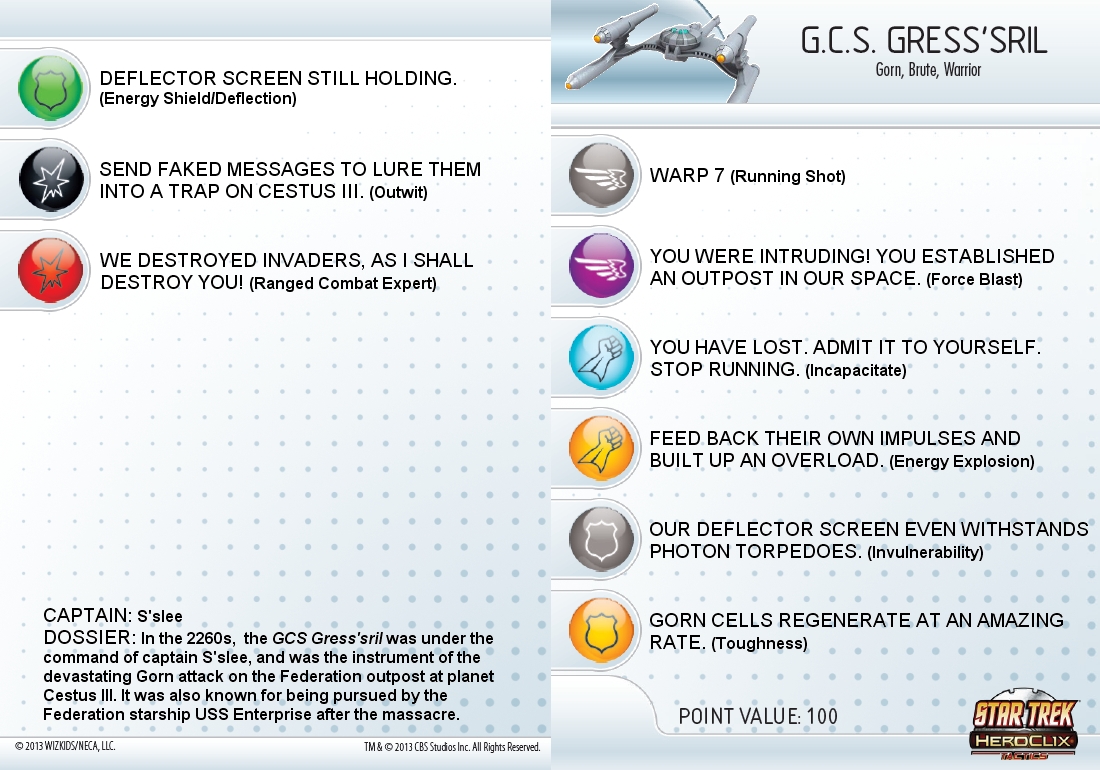 DEFLECTOR SCREEN STILL HOLDING.
(Energy Shield/Deflection)
SEND FAKED MESSAGES TO LURE THEM
INTO A TRAP ON CESTUS III. (Outwit)
WE DESTROYED INVADERS, AS I SHALL
DESTROY YOU! (Ranged Combat Expert)
CAPTAIN: S'slee
DOSSIER: In the 2260s, the GCS Gress'sril was under the
command of captain S'slee, and was the instrument of the
devastating Gorn attack on the Federation outpost at planet
Cestus III. It was also known for being pursued by the
Federation starship USS Enterprise after the massacre.
© 2013 WIZKIDS/NECA, LLC.
TM & © 2013 CBS Studios Inc. All Rights Reserved.
G.C.S. GRESS'SRIL
Gorn, Brute, Warrior
WARP 7 (Running Shot)
YOU WERE INTRUDING! YOU ESTABLISHED
AN OUTPOST IN OUR SPACE. (Force Blast)
YOU HAVE LOST. ADMIT IT TO YOURSELF.
STOP RUNNING. (Incapacitate)
FEED BACK THEIR OWN IMPULSES AND
BUILT UP AN OVERLOAD. (Energy Explosion)
OUR DEFLECTOR SCREEN EVEN WITHSTANDS
PHOTON TORPEDOES. (Invulnerability)
GORN CELLS REGENERATE AT AN AMAZING
RATE. (Toughness)
POINT VALUE: 100
STAR TREK
HEROCLIX
TACTICS